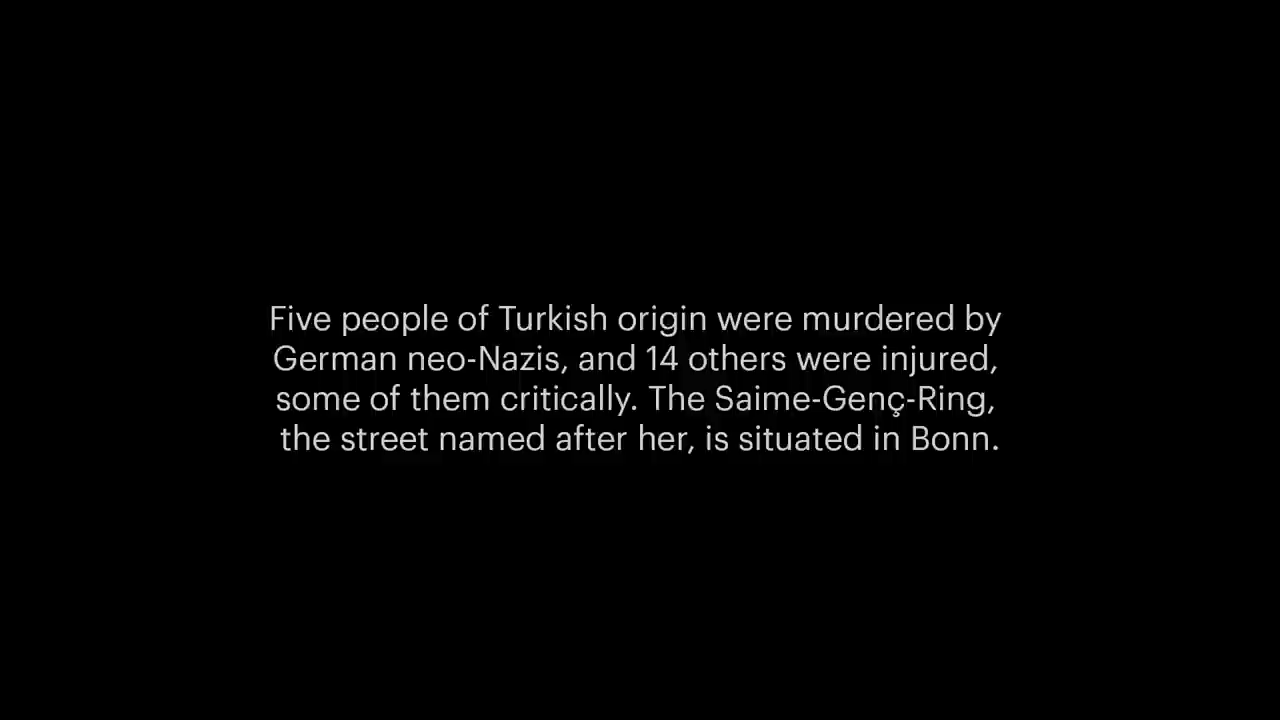 Five people of Turkish origin were murdered by
German neo-Nazis, and 14 others were injured,
some of them critically. The Saime-Genç-Ring,
the street named after her, is situated in Bonn.